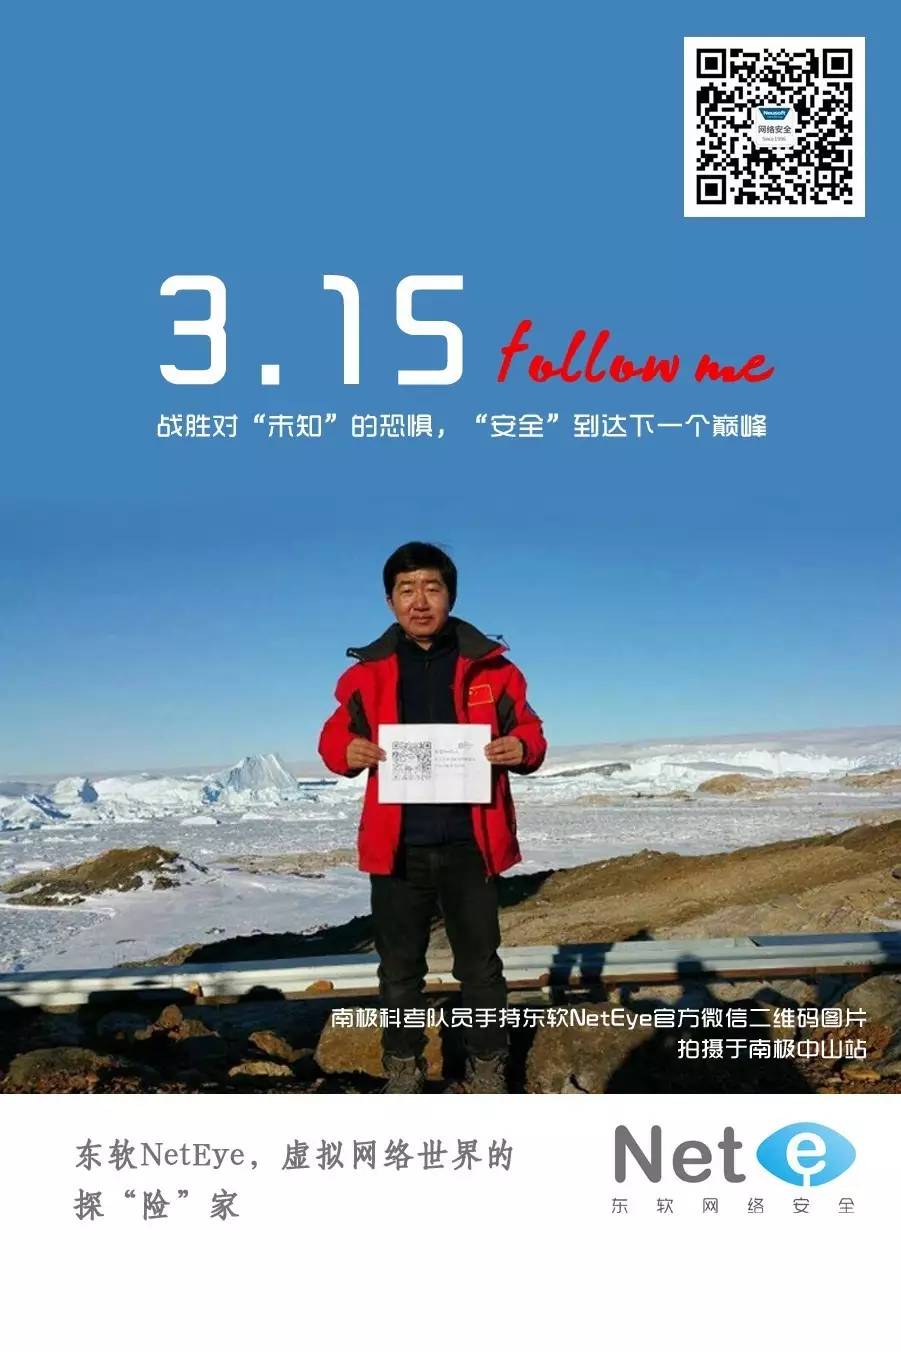 Neusoft
网络安全
Since 1996
3.15 follow me
战胜对“未知”的恐惧，“安全”到达下一个巅峰
南极科考队员手持东软NetEye官方微信二维码图片
拍摄于南极中山站
东软NetEye，虚拟网络世界的
探“险”家
Net e
东软网络安全